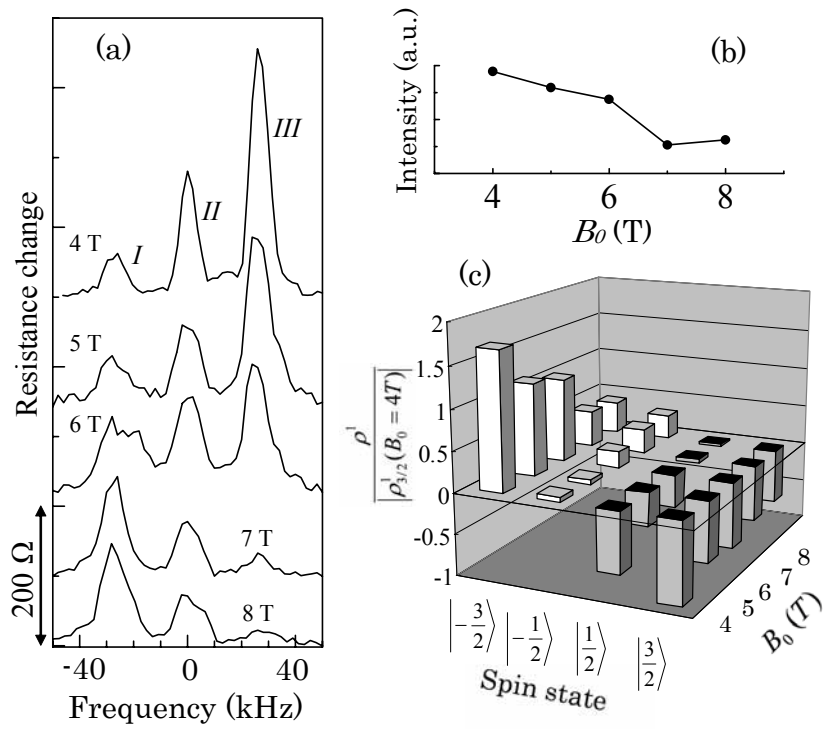 (a)
III
II
I
4 T
5 T
6 T
7 T
8 T
200 Ω
Resistance change
-40 0 40
Frequency (kHz)
(b)
Intensity (a.u.)
4 6 8
B₀ (T)
(c)
2
1.5
1
0.5
0
-0.5
-1
ρ¹
|ρ¹₃/₂(B₀ = 4T)|
|-3/2⟩ |-1/2⟩ |1/2⟩ |3/2⟩
Spin state
4 5 6 7 8
B₀ (T)